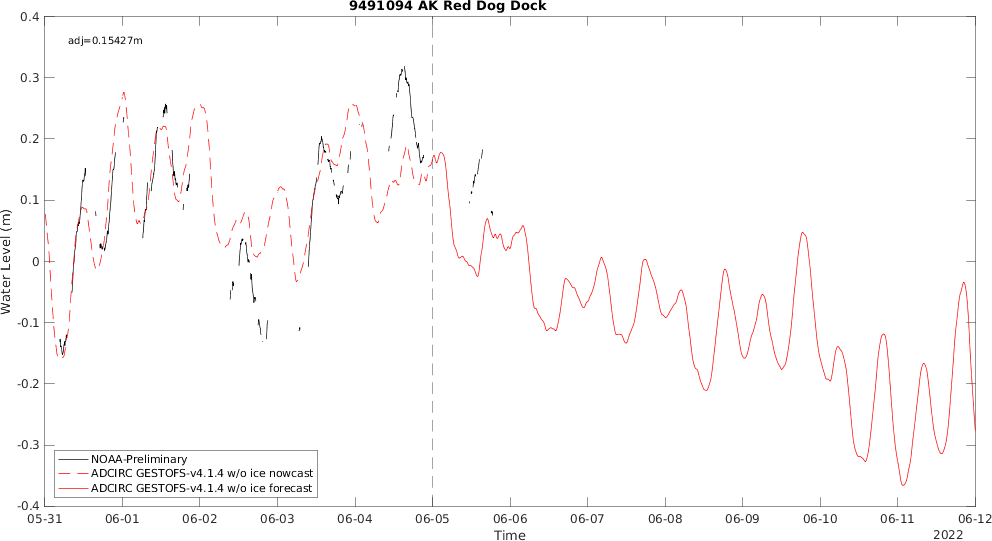 9491094 AK Red Dog Dock
adj=0.15427m
Water Level (m)
0.4
0.3
0.2
0.1
0
-0.1
-0.2
-0.3
-0.4
NOAA-Preliminary
ADCIRC GESTOFS-v4.1.4 w/o ice nowcast
ADCIRC GESTOFS-v4.1.4 w/o ice forecast
05-31 06-01 06-02 06-03 06-04 06-05 06-06 06-07 06-08 06-09 06-10 06-11 06-12
Time
2022